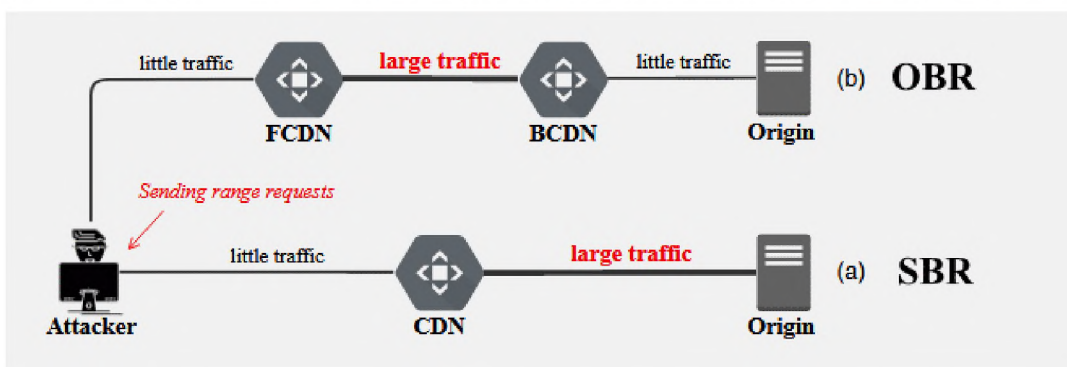 little traffic
large traffic
little traffic
(b) OBR
FCDN
BCDN
Origin
Sending range requests
little traffic
large traffic
(a) SBR
Attacker
CDN
Origin